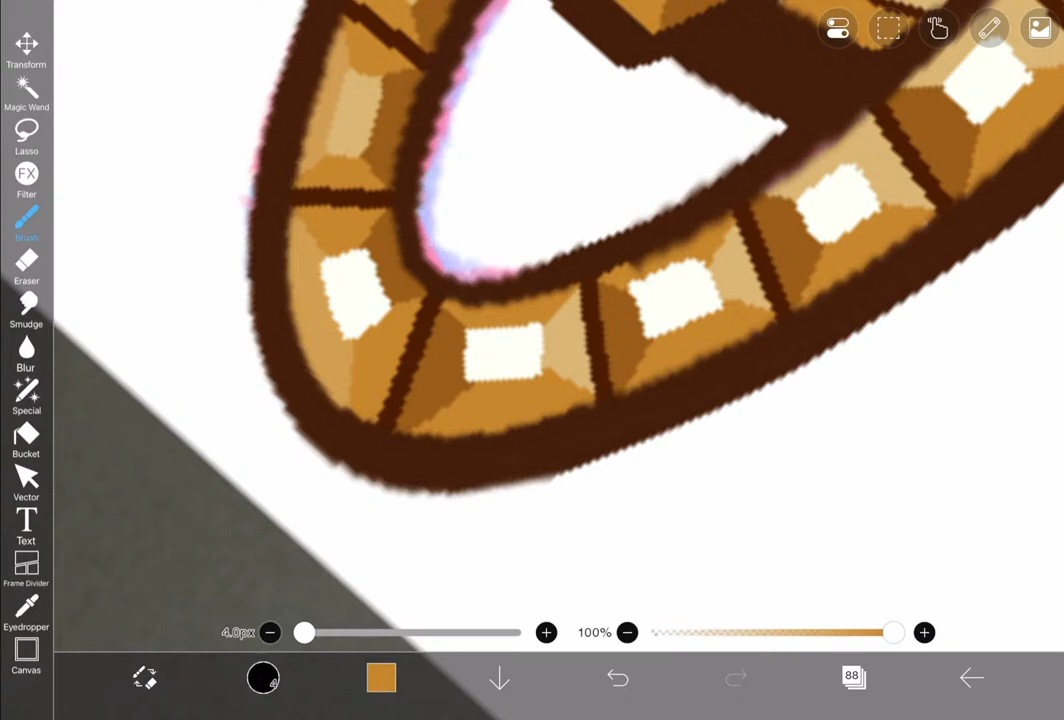 Transform
Magic Wand
Lasso
FX
Filter
Brush
Eraser
Smudge
Blur
Special
Bucket
Vector
T
Text
Frame Divider
Eyedropper
Canvas
4.0px
100%
4
88